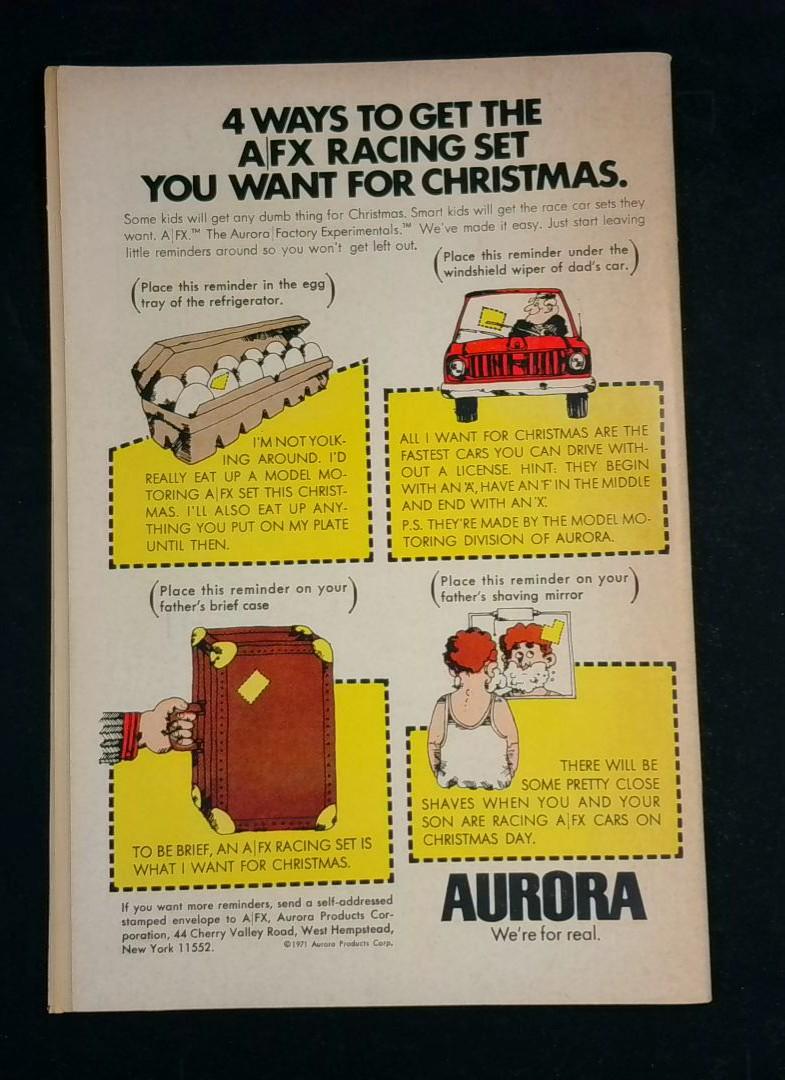 4 WAYS TO GET THE
A|FX RACING SET
YOU WANT FOR CHRISTMAS.
Some kids will get any dumb thing for Christmas. Smart kids will get the race car sets they
want. A|FX.™ The Aurora|Factory Experimentals.™ We've made it easy. Just start leaving
little reminders around so you won't get left out.
(Place this reminder in the egg
tray of the refrigerator.)
I'M NOT YOLK-
ING AROUND. I'D
REALLY EAT UP A MODEL MO-
TORING A|FX SET THIS CHRIST-
MAS. I'LL ALSO EAT UP ANY-
THING YOU PUT ON MY PLATE
UNTIL THEN.
(Place this reminder under the
windshield wiper of dad's car.)
ALL I WANT FOR CHRISTMAS ARE THE
FASTEST CARS YOU CAN DRIVE WITH-
OUT A LICENSE. HINT: THEY BEGIN
WITH AN 'A', HAVE AN 'F' IN THE MIDDLE
AND END WITH AN 'X'.
P.S. THEY'RE MADE BY THE MODEL MO-
TORING DIVISION OF AURORA.
(Place this reminder on your
father's brief case)
TO BE BRIEF, AN A|FX RACING SET IS
WHAT I WANT FOR CHRISTMAS.
(Place this reminder on your
father's shaving mirror)
THERE WILL BE
SOME PRETTY CLOSE
SHAVES WHEN YOU AND YOUR
SON ARE RACING A|FX CARS ON
CHRISTMAS DAY.
If you want more reminders, send a self-addressed
stamped envelope to A|FX, Aurora Products Cor-
poration, 44 Cherry Valley Road, West Hempstead,
New York 11552.
©1971 Aurora Products Corp.
AURORA
We're for real.